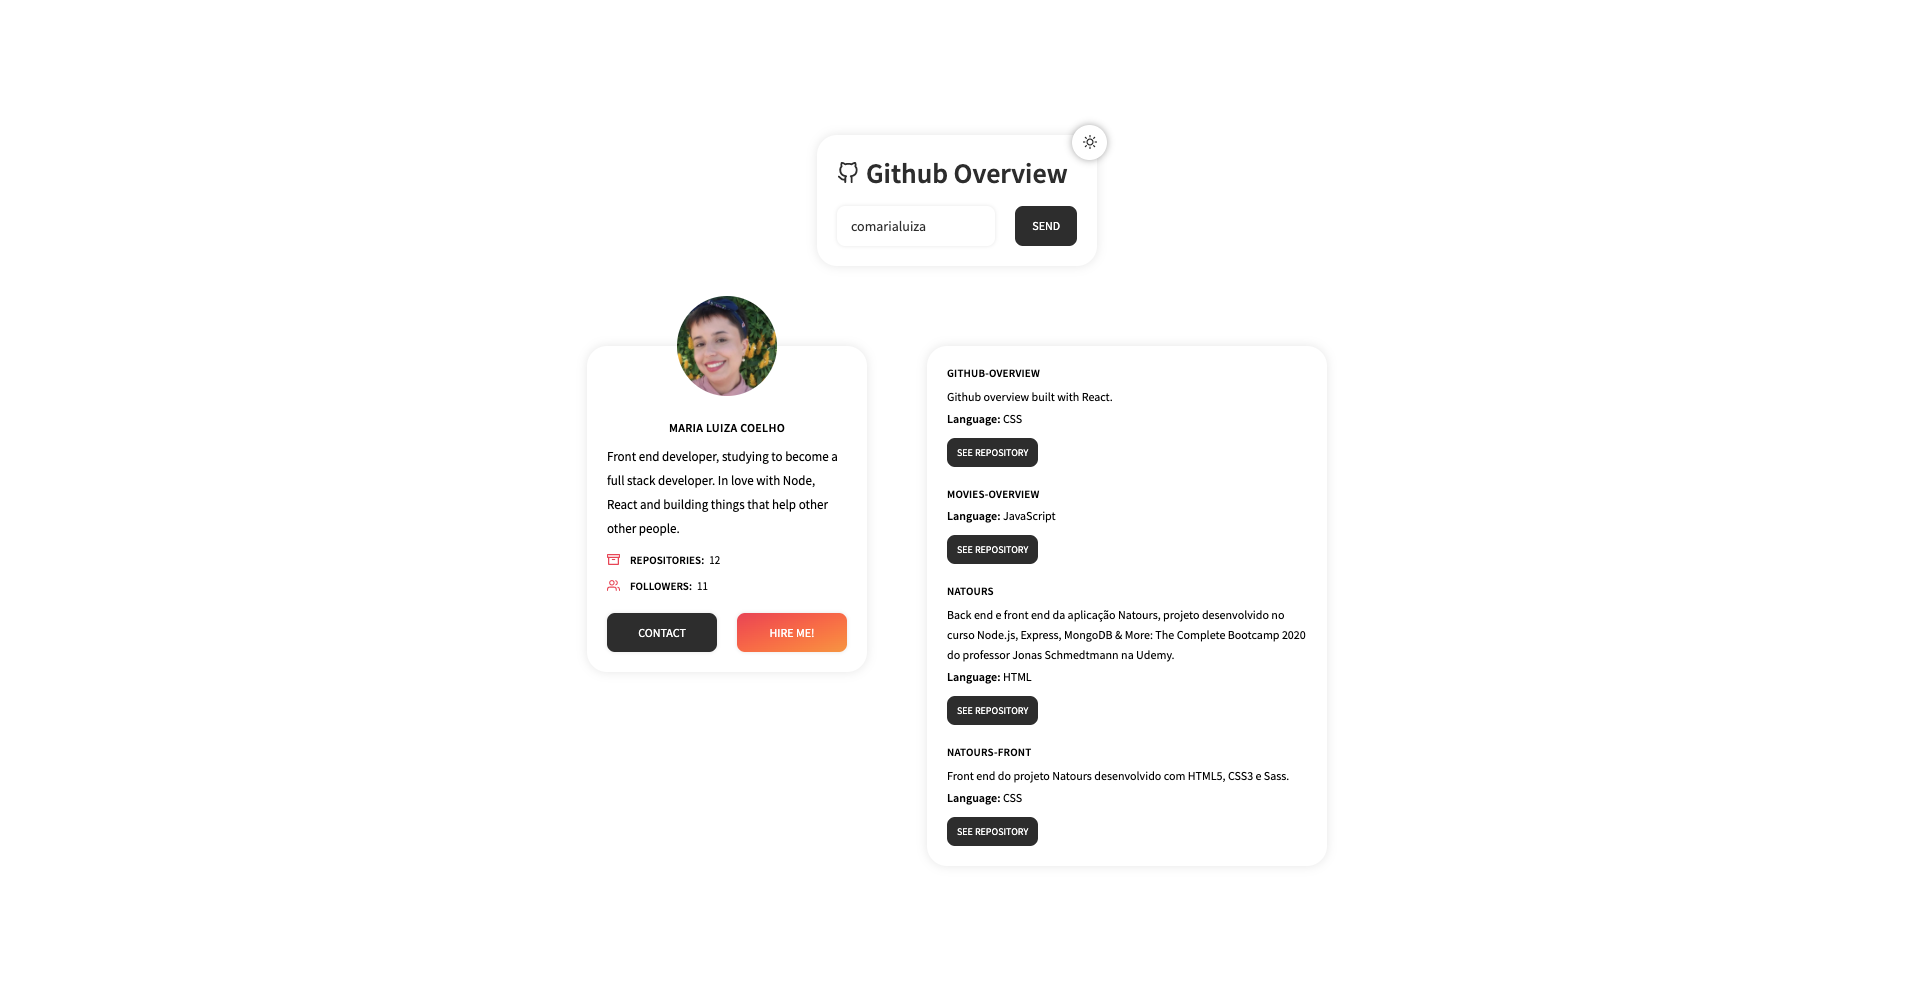 Github Overview
comarialuiza
SEND
MARIA LUIZA COELHO
Front end developer, studying to become a
full stack developer. In love with Node,
React and building things that help other
other people.
REPOSITORIES: 12
FOLLOWERS: 11
CONTACT
HIRE ME!
GITHUB-OVERVIEW
Github overview built with React.
Language: CSS
SEE REPOSITORY
MOVIES-OVERVIEW
Language: JavaScript
SEE REPOSITORY
NATOURS
Back end e front end da aplicação Natours, projeto desenvolvido no
curso Node.js, Express, MongoDB & More: The Complete Bootcamp 2020
do professor Jonas Schmedtmann na Udemy.
Language: HTML
SEE REPOSITORY
NATOURS-FRONT
Front end do projeto Natours desenvolvido com HTML5, CSS3 e Sass.
Language: CSS
SEE REPOSITORY